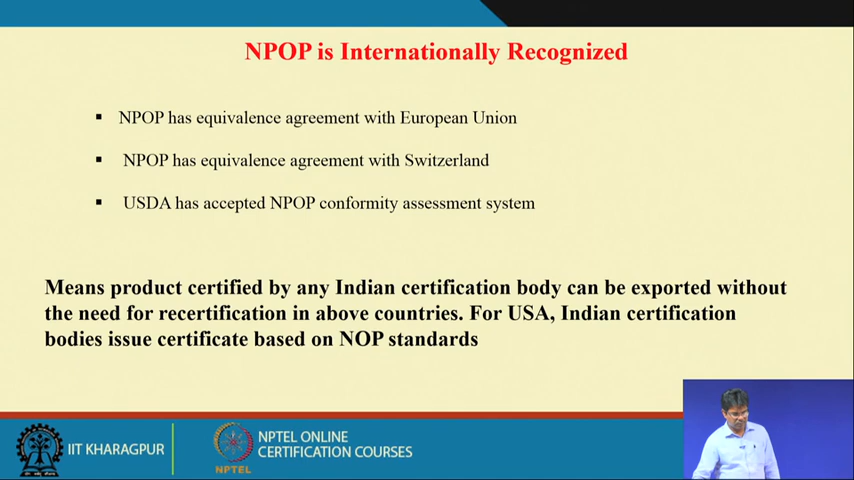 NPOP is Internationally Recognized
▪ NPOP has equivalence agreement with European Union
▪ NPOP has equivalence agreement with Switzerland
▪ USDA has accepted NPOP conformity assessment system
Means product certified by any Indian certification body can be exported without
the need for recertification in above countries. For USA, Indian certification
bodies issue certificate based on NOP standards
IIT KHARAGPUR
NPTEL
NPTEL ONLINE
CERTIFICATION COURSES